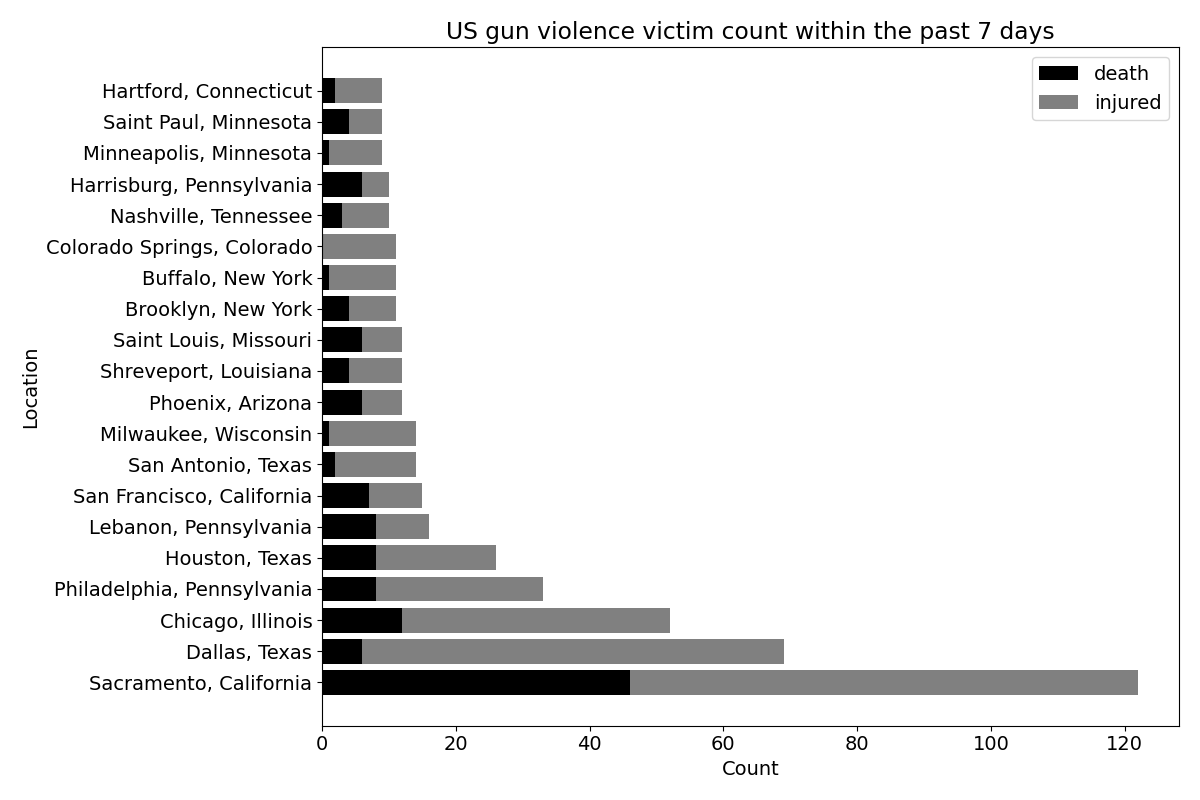 US gun violence victim count within the past 7 days
death
injured
Hartford, Connecticut
Saint Paul, Minnesota
Minneapolis, Minnesota
Harrisburg, Pennsylvania
Nashville, Tennessee
Colorado Springs, Colorado
Buffalo, New York
Brooklyn, New York
Saint Louis, Missouri
Shreveport, Louisiana
Phoenix, Arizona
Milwaukee, Wisconsin
San Antonio, Texas
San Francisco, California
Lebanon, Pennsylvania
Houston, Texas
Philadelphia, Pennsylvania
Chicago, Illinois
Dallas, Texas
Sacramento, California
Location
0 20 40 60 80 100 120
Count